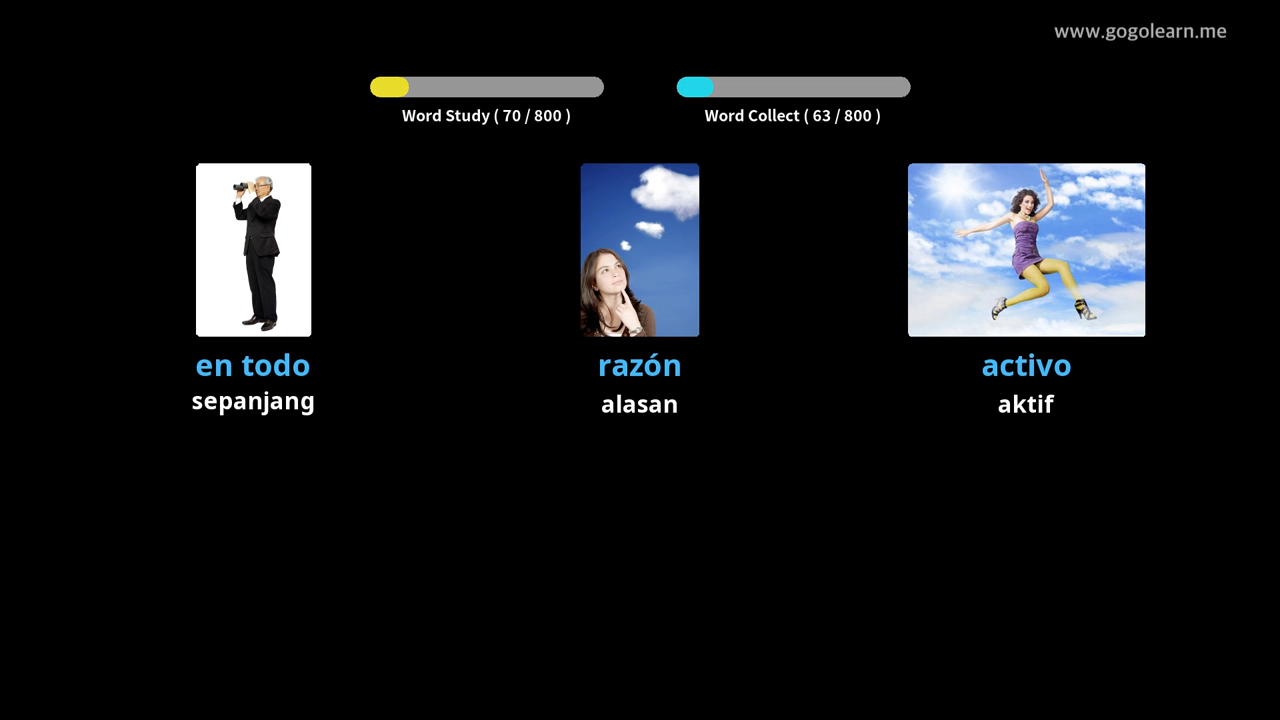 www.gogolearn.me
Word Study ( 70 / 800 )
Word Collect ( 63 / 800 )
en todo
sepanjang
razón
alasan
activo
aktif